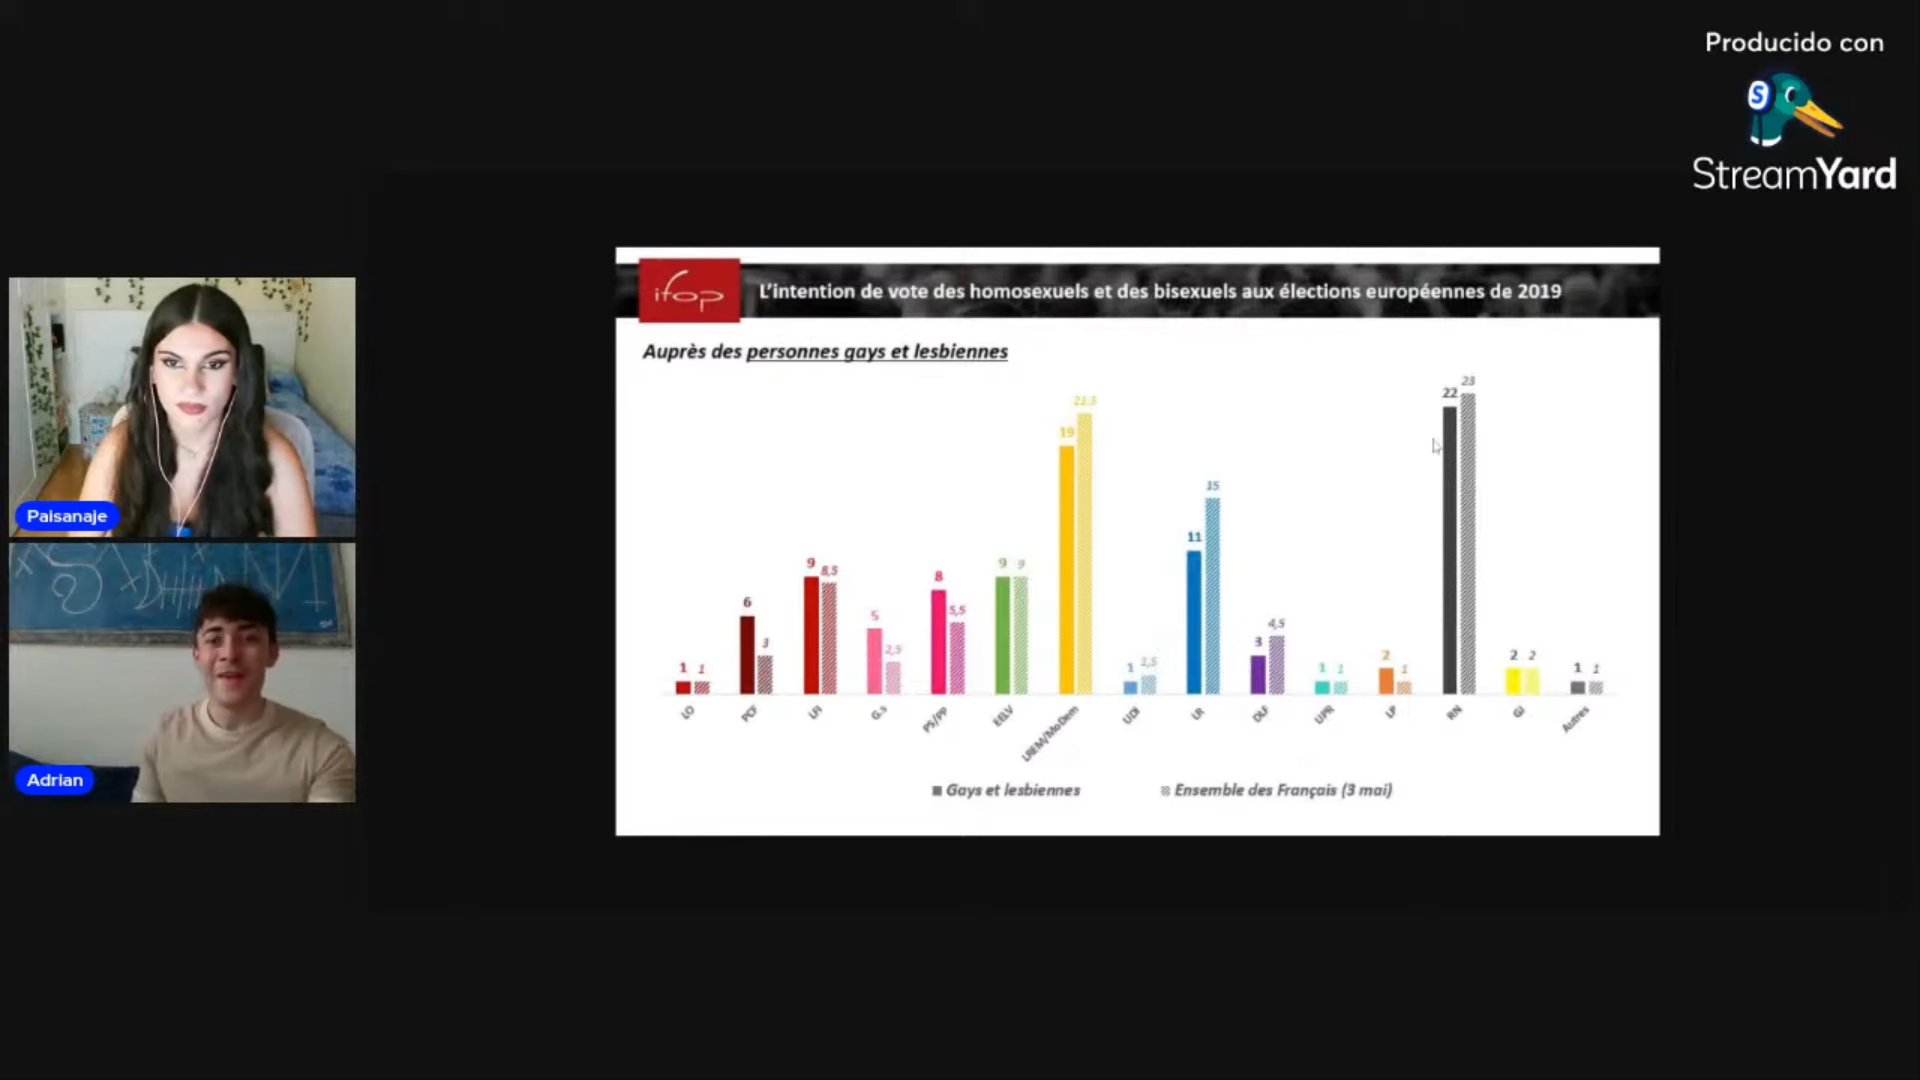 Producido con
S
StreamYard
ifop
L'intention de vote des homosexuels et des bisexuels aux élections européennes de 2019
Auprès des personnes gays et lesbiennes
1 1
6 3
9 8,5
5 2,5
8 5,5
9 9
19 22,5
1 1,5
11 15
3 4,5
1 1
2 1
22 23
2 2
1 1
LO PCF LFI G.s PS/PP EELV LREM/MoDem UDI LR DLF UPR LP RN GJ Autres
Gays et lesbiennes Ensemble des Français (3 mai)
Paisanaje
Adrian